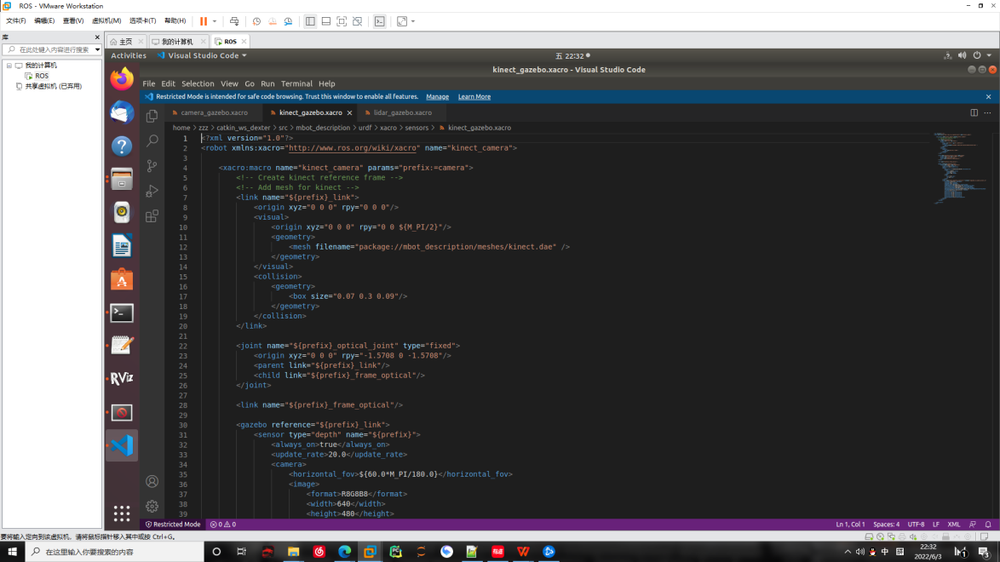 ROS - VMware Workstation
文件(F) 编辑(E) 查看(V) 虚拟机(M) 选项卡(T) 帮助(H)
库
在此处键入内容进行搜索
我的计算机
ROS
共享虚拟机 (已弃用)
主页 我的计算机 ROS
Activities Visual Studio Code 五 22:32
kinect_gazebo.xacro - Visual Studio Code
File Edit Selection View Go Run Terminal Help
Restricted Mode is intended for safe code browsing. Trust this window to enable all features. Manage Learn More
camera_gazebo.xacro kinect_gazebo.xacro lidar_gazebo.xacro
home > zzz > catkin_ws_dexter > src > mbot_description > urdf > xacro > sensors > kinect_gazebo.xacro
1 <?xml version="1.0"?>
2 <robot xmlns:xacro="http://www.ros.org/wiki/xacro" name="kinect_camera">
3
4 <xacro:macro name="kinect_camera" params="prefix:=camera">
5 <!-- Create kinect reference frame -->
6 <!-- Add mesh for kinect -->
7 <link name="${prefix}_link">
8 <origin xyz="0 0 0" rpy="0 0 0"/>
9 <visual>
10 <origin xyz="0 0 0" rpy="0 0 ${M_PI/2}"/>
11 <geometry>
12 <mesh filename="package://mbot_description/meshes/kinect.dae" />
13 </geometry>
14 </visual>
15 <collision>
16 <geometry>
17 <box size="0.07 0.3 0.09"/>
18 </geometry>
19 </collision>
20 </link>
21
22 <joint name="${prefix}_optical_joint" type="fixed">
23 <origin xyz="0 0 0" rpy="-1.5708 0 -1.5708"/>
24 <parent link="${prefix}_link"/>
25 <child link="${prefix}_frame_optical"/>
26 </joint>
27
28 <link name="${prefix}_frame_optical"/>
29
30 <gazebo reference="${prefix}_link">
31 <sensor type="depth" name="${prefix}">
32 <always_on>true</always_on>
33 <update_rate>20.0</update_rate>
34 <camera>
35 <horizontal_fov>${60.0*M_PI/180.0}</horizontal_fov>
36 <image>
37 <format>R8G8B8</format>
38 <width>640</width>
39 <height>480</height>
RViz
Restricted Mode 0 0 Ln 1, Col 1 Spaces: 4 UTF-8 LF XML
要将输入定向到该虚拟机，请将鼠标指针移入其中或按 Ctrl+G。
在这里输入你要搜索的内容
中
22:32
2022/6/3